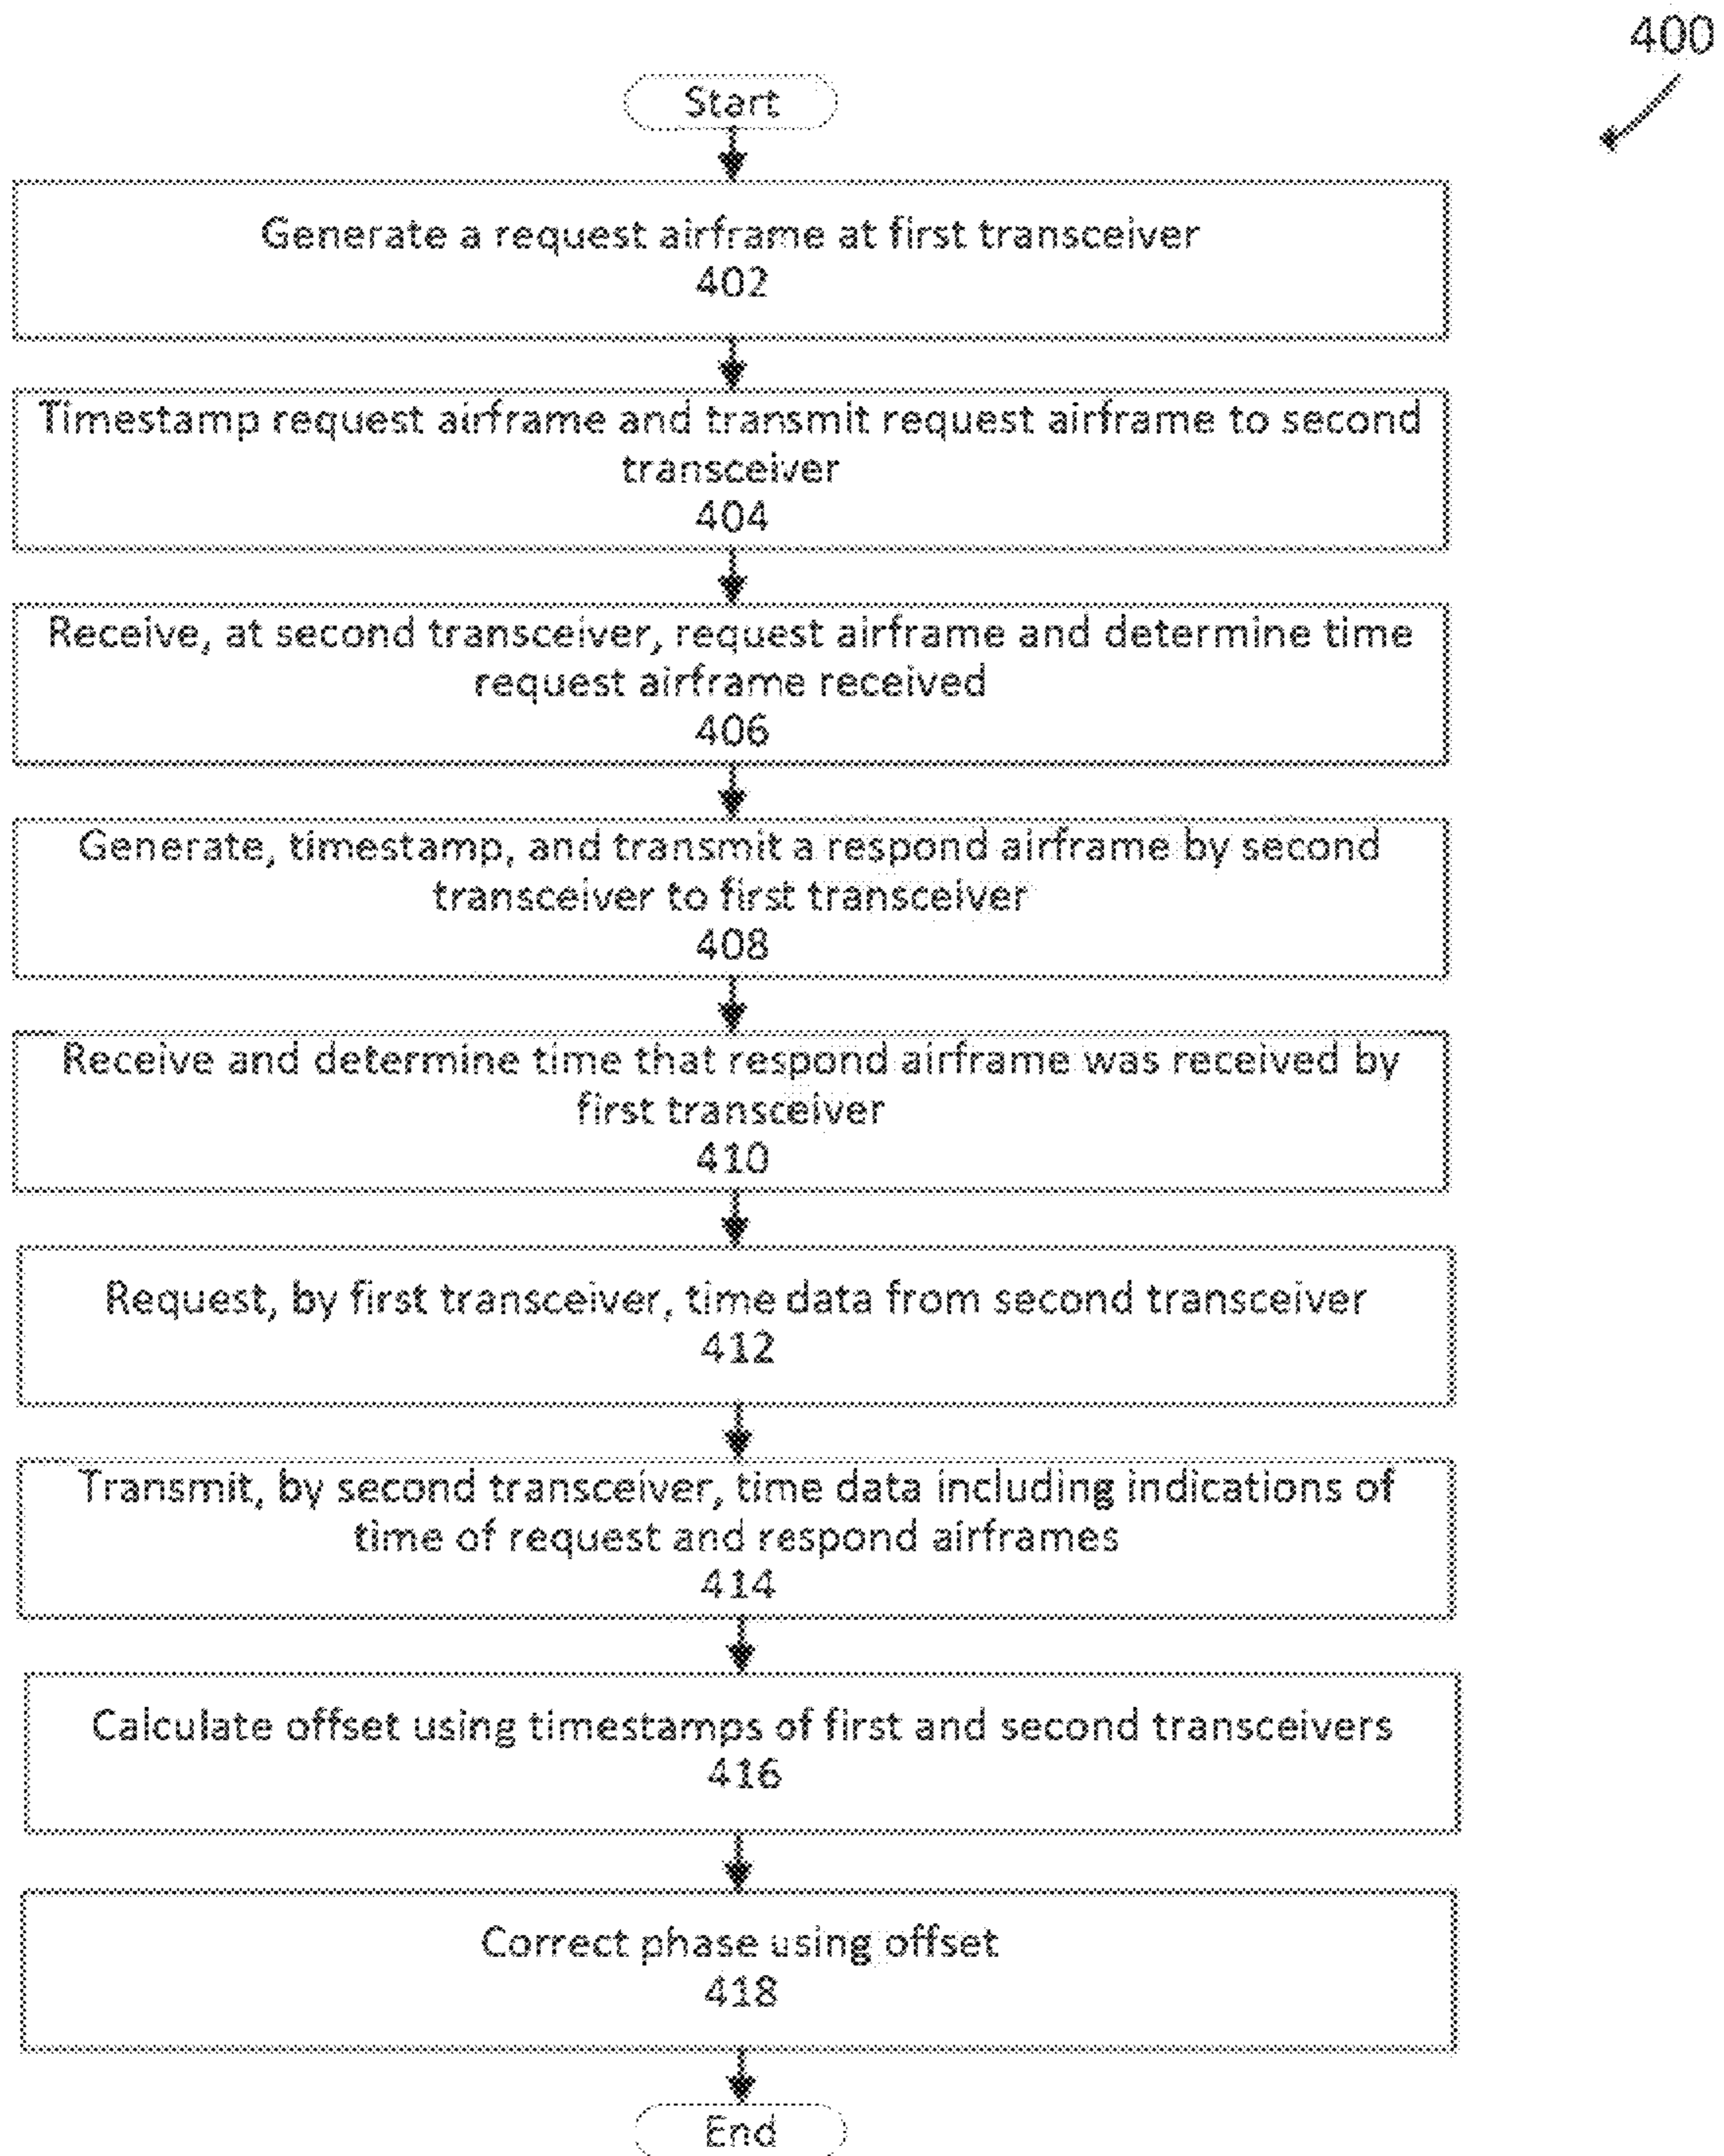 400
Start
Generate a request airframe at first transceiver
402
Timestamp request airframe and transmit request airframe to second
transceiver
404
Receive, at second transceiver, request airframe and determine time
request airframe received
406
Generate, timestamp, and transmit a respond airframe by second
transceiver to first transceiver
408
Receive and determine time that respond airframe was received by
first transceiver
410
Request, by first transceiver, time data from second transceiver
412
Transmit, by second transceiver, time data including indications of
time of request and respond airframes
414
Calculate offset using timestamps of first and second transceivers
416
Correct phase using offset
418
End